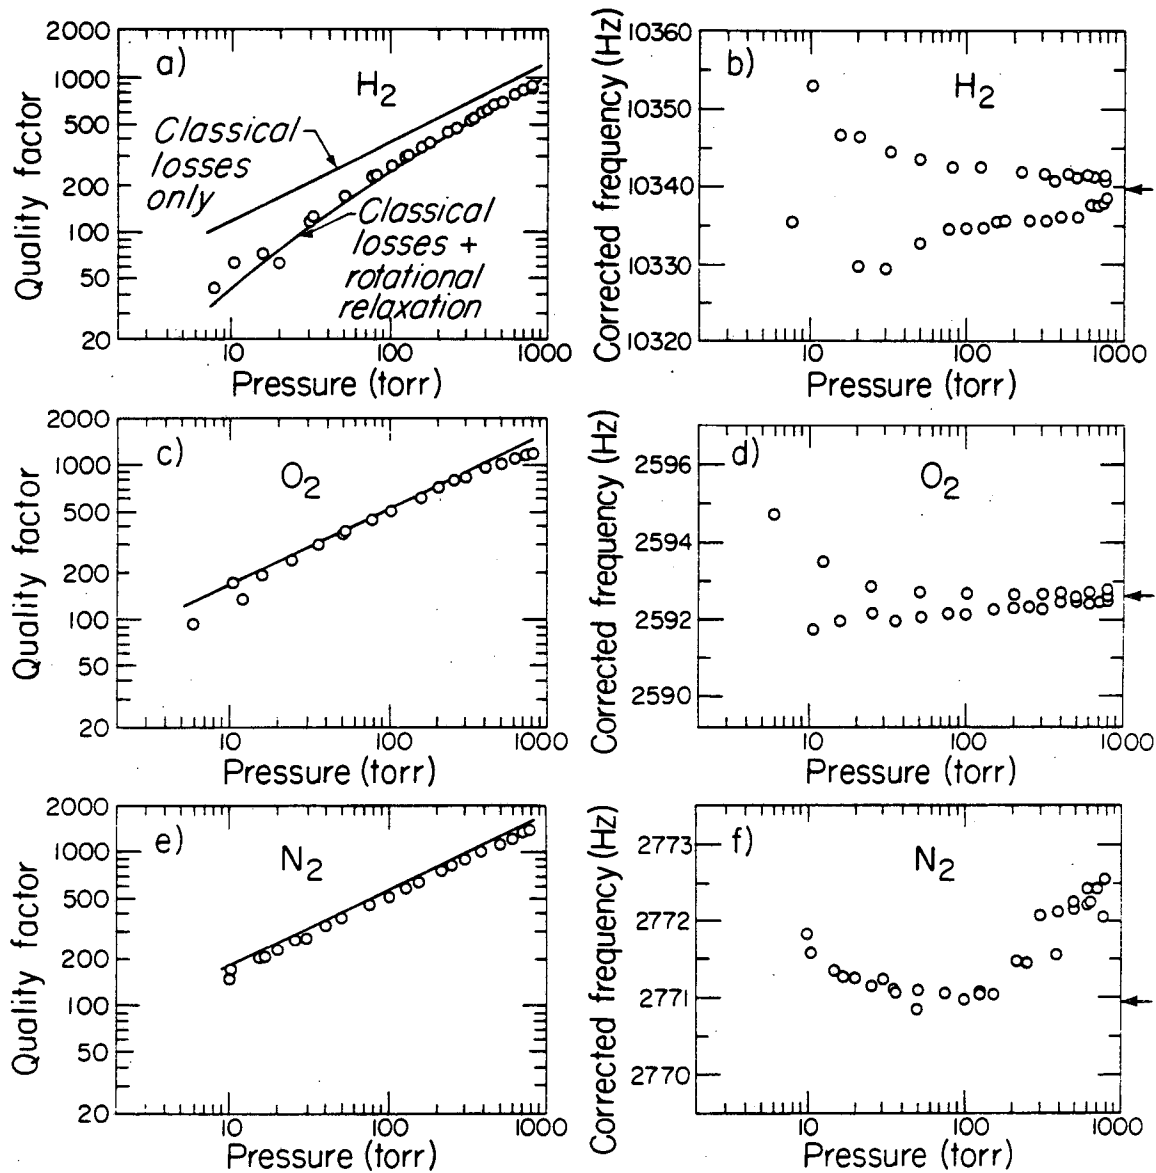 a)
H2
Classical
losses
only
Classical
losses +
rotational
relaxation
2000
1000
500
200
100
50
20
10
100
1000
Quality factor
Pressure (torr)
b)
H2
10360
10350
10340
10330
10320
10
100
1000
Corrected frequency (Hz)
Pressure (torr)
c)
O2
2000
1000
500
200
100
50
20
10
100
1000
Quality factor
Pressure (torr)
d)
O2
2596
2594
2592
2590
10
100
1000
Corrected frequency (Hz)
Pressure (torr)
e)
N2
2000
1000
500
200
100
50
20
10
100
1000
Quality factor
Pressure (torr)
f)
N2
2773
2772
2771
2770
10
100
1000
Corrected frequency (Hz)
Pressure (torr)